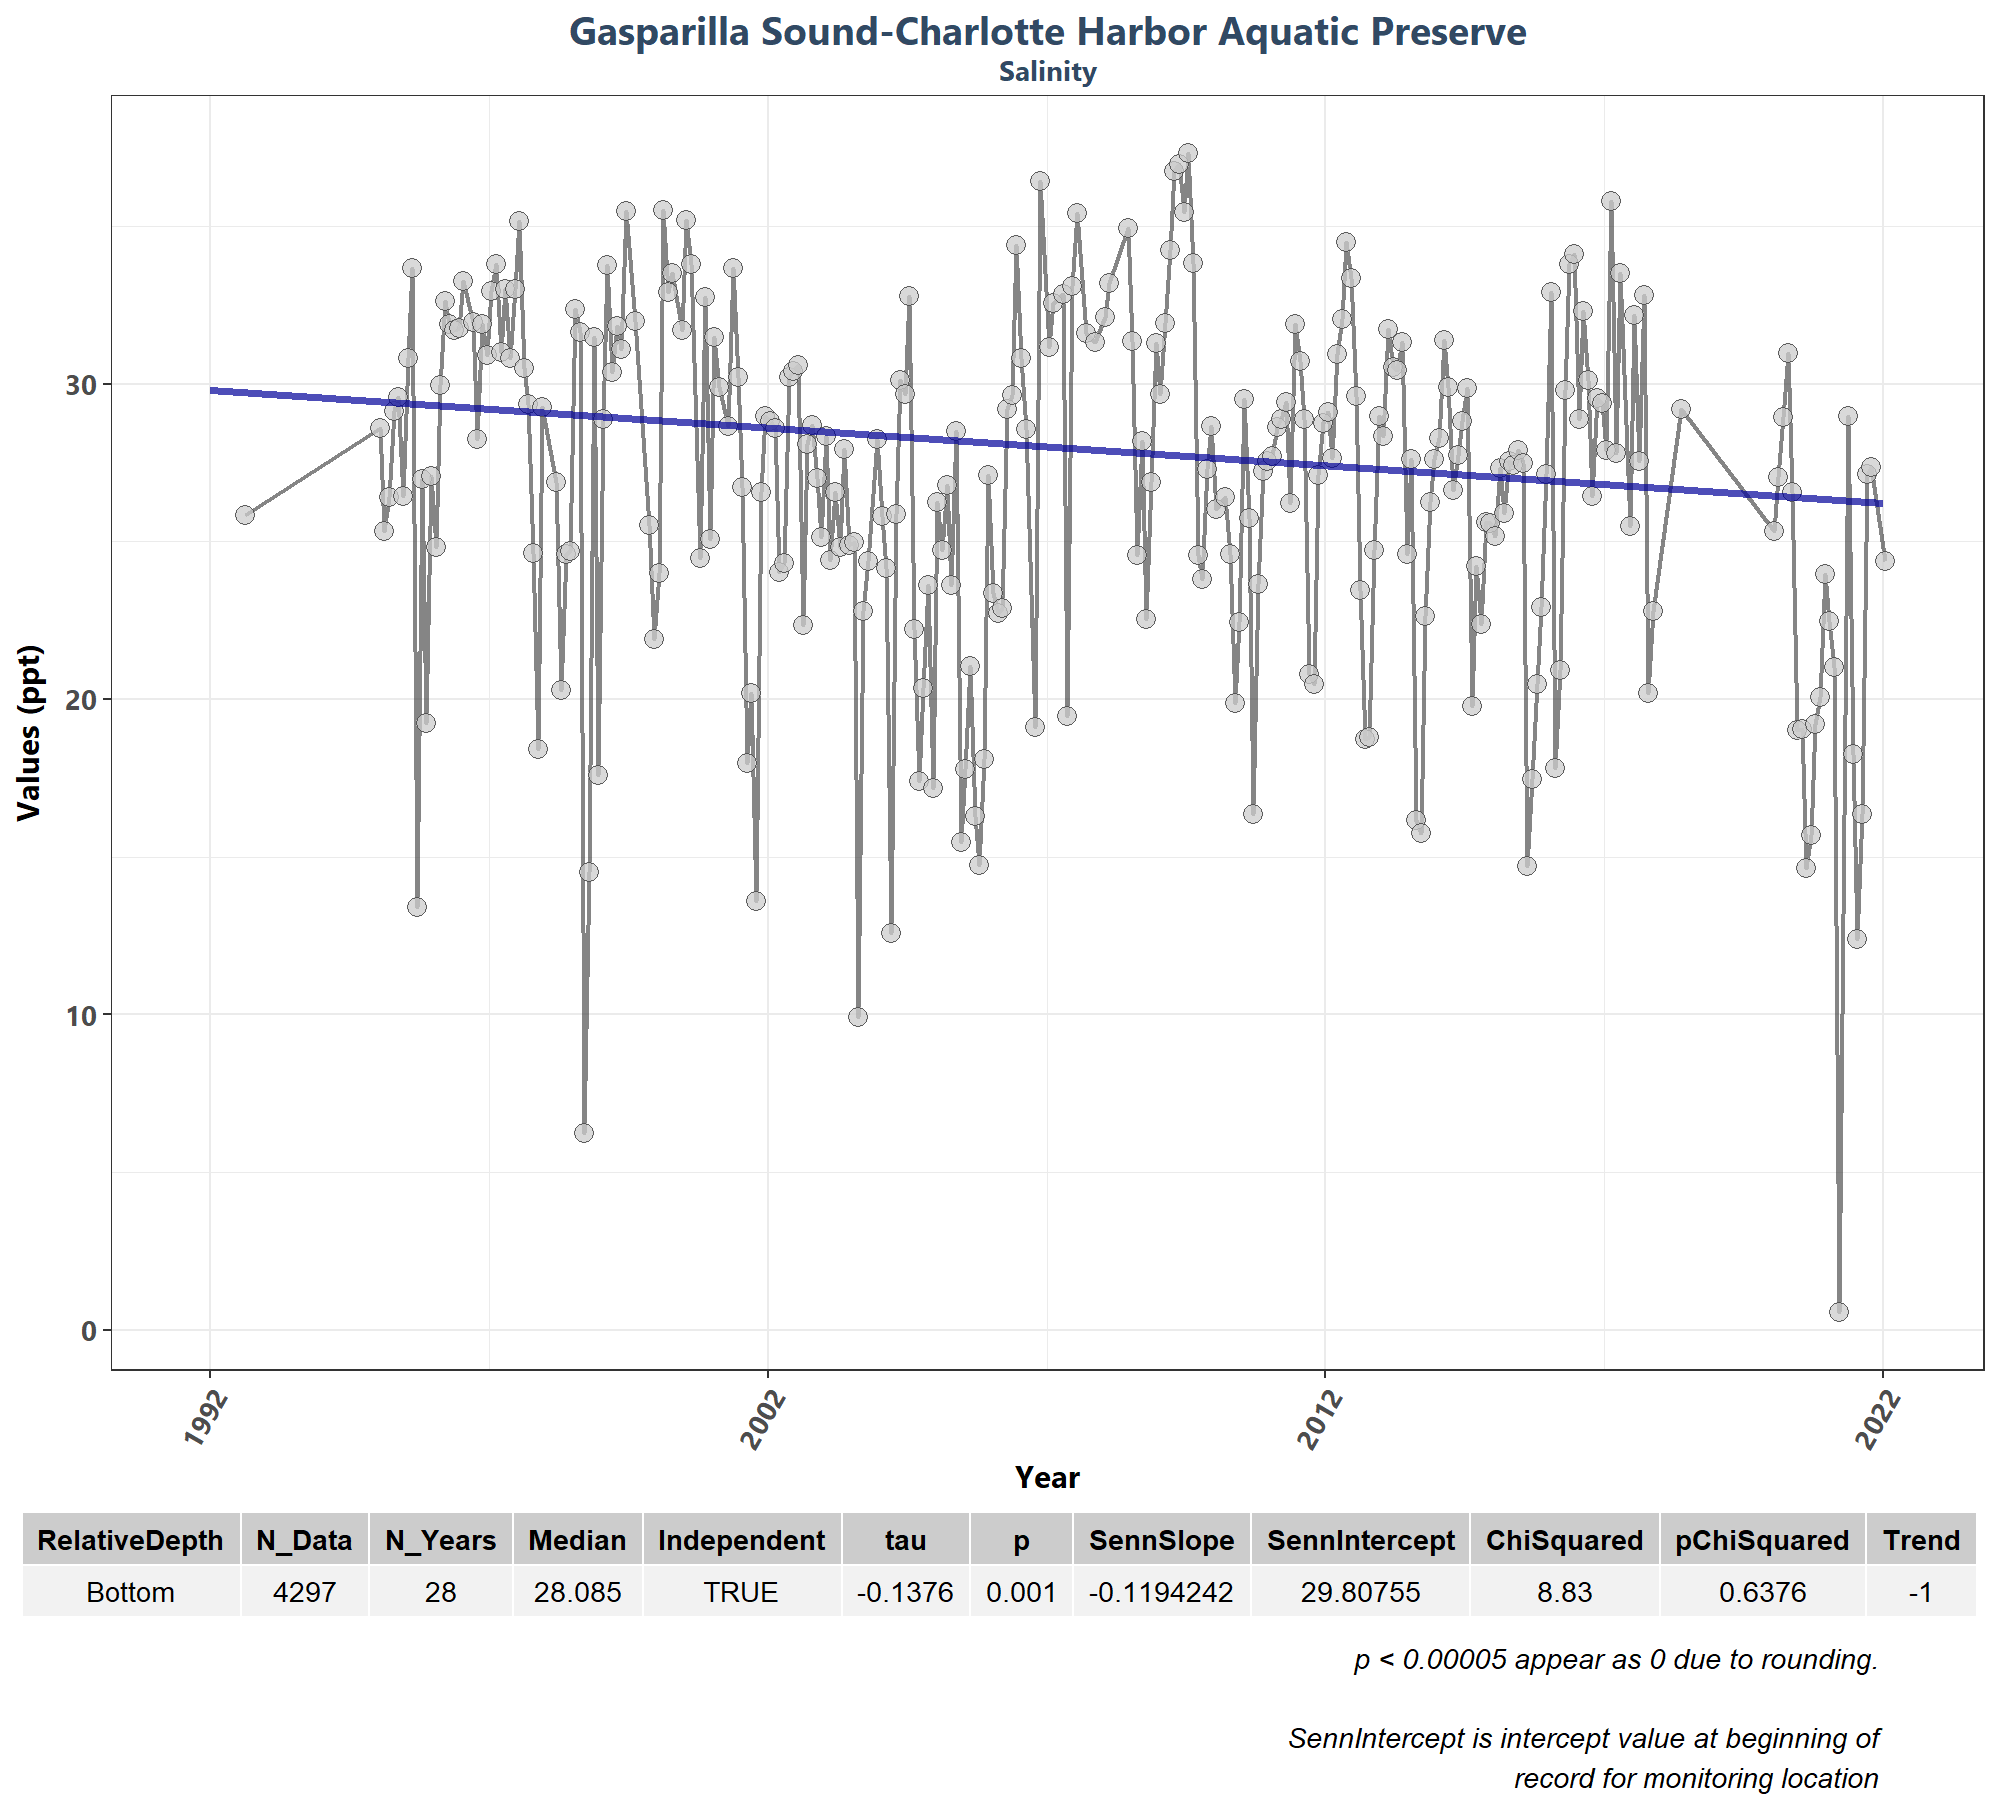 Gasparilla Sound-Charlotte Harbor Aquatic Preserve
Salinity
Values (ppt)
30
20
10
0
1992
2002
2012
2022
Year
RelativeDepth N_Data N_Years Median Independent tau p SennSlope SennIntercept ChiSquared pChiSquared Trend
Bottom 4297 28 28.085 TRUE -0.1376 0.001 -0.1194242 29.80755 8.83 0.6376 -1
p < 0.00005 appear as 0 due to rounding.
SennIntercept is intercept value at beginning of
record for monitoring location